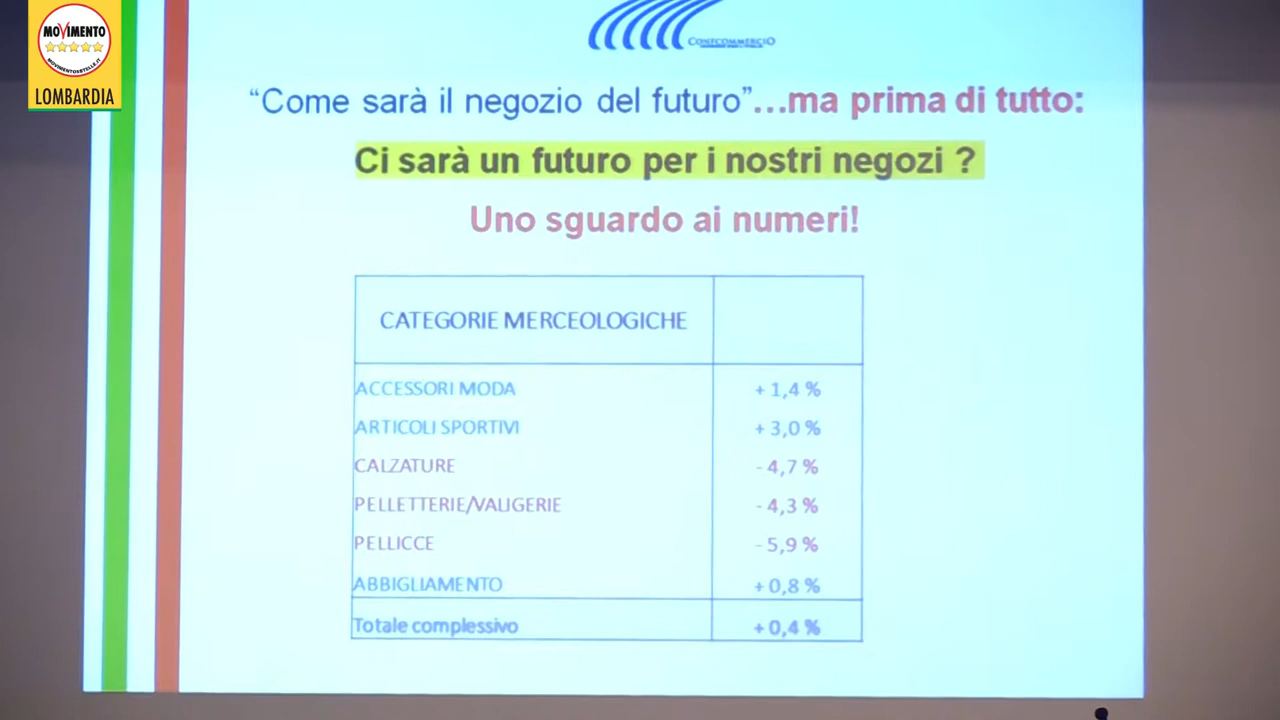 MOVIMENTO
MOVIMENTO5STELLE.IT
LOMBARDIA
CONFCOMMERCIO
“Come sarà il negozio del futuro”...ma prima di tutto:
Ci sarà un futuro per i nostri negozi ?
Uno sguardo ai numeri!
CATEGORIE MERCEOLOGICHE
ACCESSORI MODA + 1,4 %
ARTICOLI SPORTIVI + 3,0 %
CALZATURE - 4,7 %
PELLETTERIE/VALIGERIE - 4,3 %
PELLICCE - 5,9 %
ABBIGLIAMENTO + 0,8 %
Totale complessivo + 0,4 %